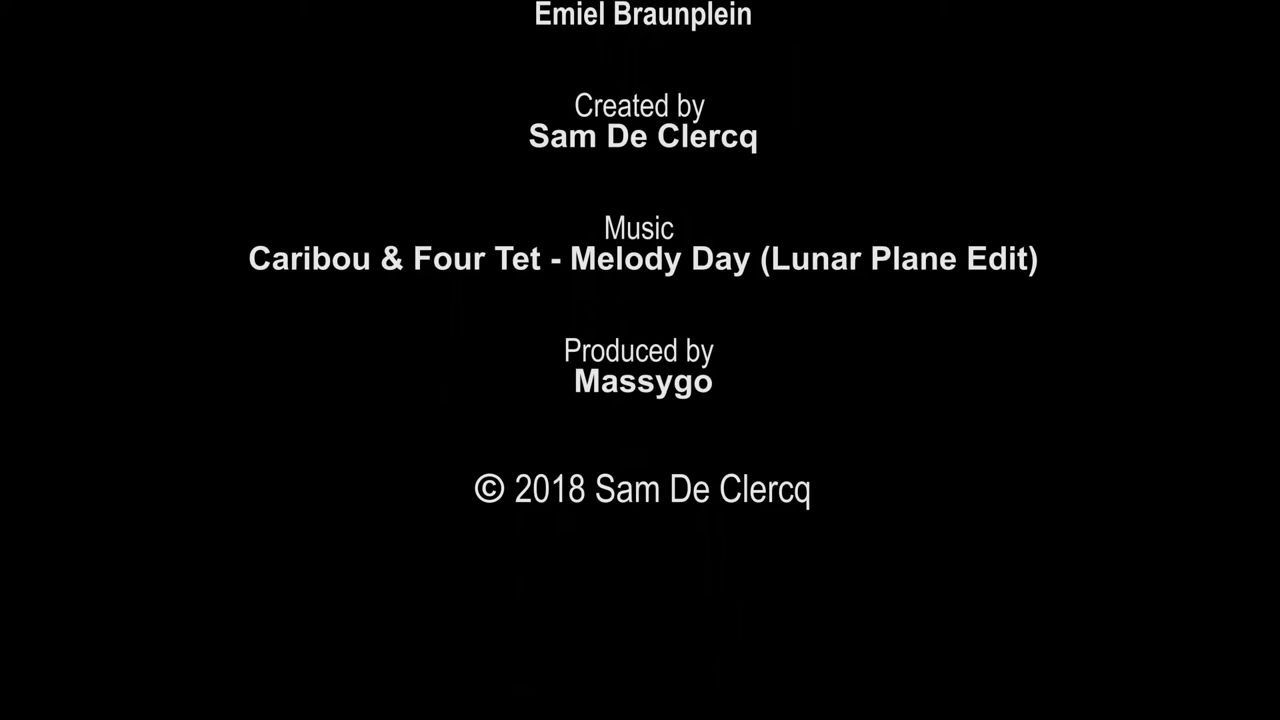 Emiel Braunplein
Created by
Sam De Clercq
Music
Caribou & Four Tet - Melody Day (Lunar Plane Edit)
Produced by
Massygo
© 2018 Sam De Clercq